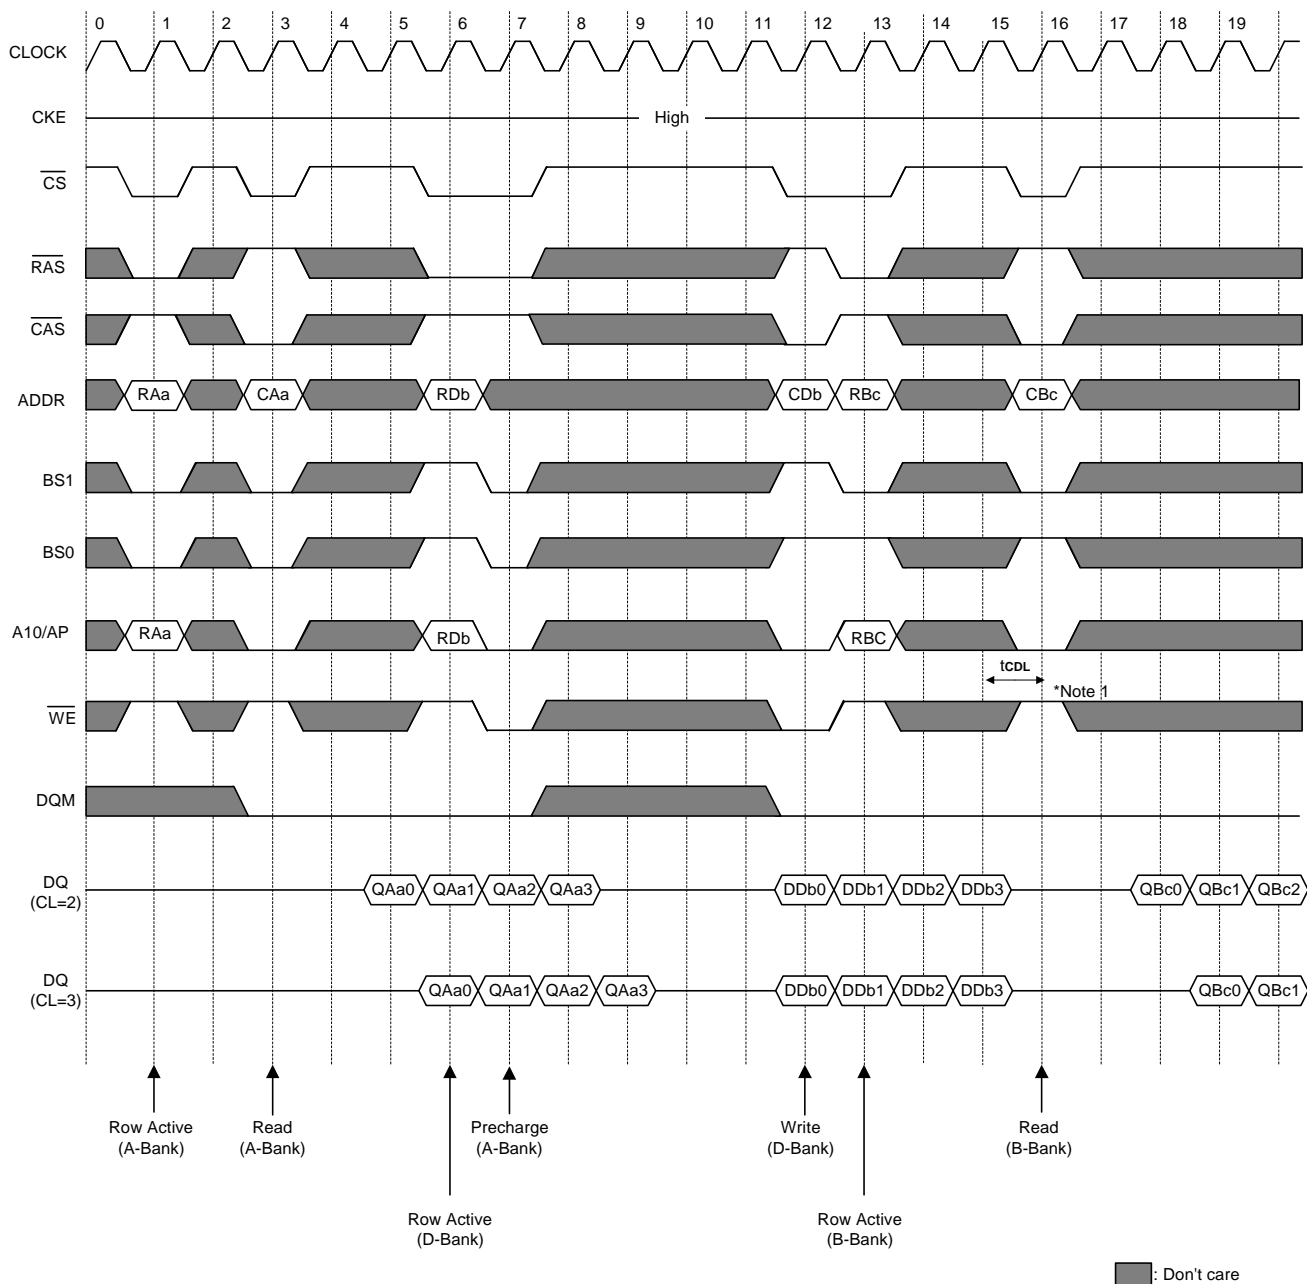 0 1 2 3 4 5 6 7 8 9 10 11 12 13 14 15 16 17 18 19
CLOCK
CKE High
CS
RAS
CAS
ADDR RAa CAa RDb CDb RBc CBc
BS1
BS0
A10/AP RAa RDb RBC
tCDL
*Note 1
WE
DQM
DQ
(CL=2)
QAa0 QAa1 QAa2 QAa3 DDb0 DDb1 DDb2 DDb3 QBc0 QBc1 QBc2
DQ
(CL=3)
QAa0 QAa1 QAa2 QAa3 DDb0 DDb1 DDb2 DDb3 QBc0 QBc1
Row Active
(A-Bank)
Read
(A-Bank)
Precharge
(A-Bank)
Write
(D-Bank)
Read
(B-Bank)
Row Active
(D-Bank)
Row Active
(B-Bank)
: Don't care